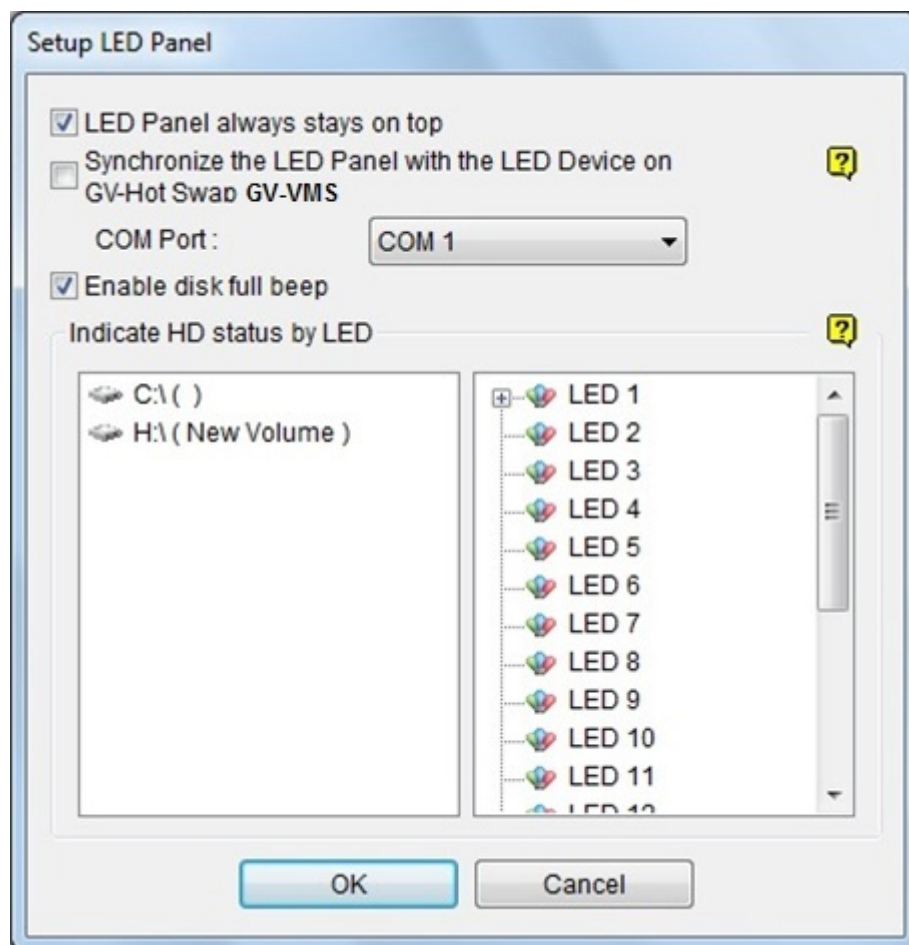 Setup LED Panel
LED Panel always stays on top
Synchronize the LED Panel with the LED Device on
GV-Hot Swap GV-VMS
COM Port :
COM 1
Enable disk full beep
Indicate HD status by LED
C:\ ( )
H:\ ( New Volume )
LED 1
LED 2
LED 3
LED 4
LED 5
LED 6
LED 7
LED 8
LED 9
LED 10
LED 11
LED 12
OK
Cancel